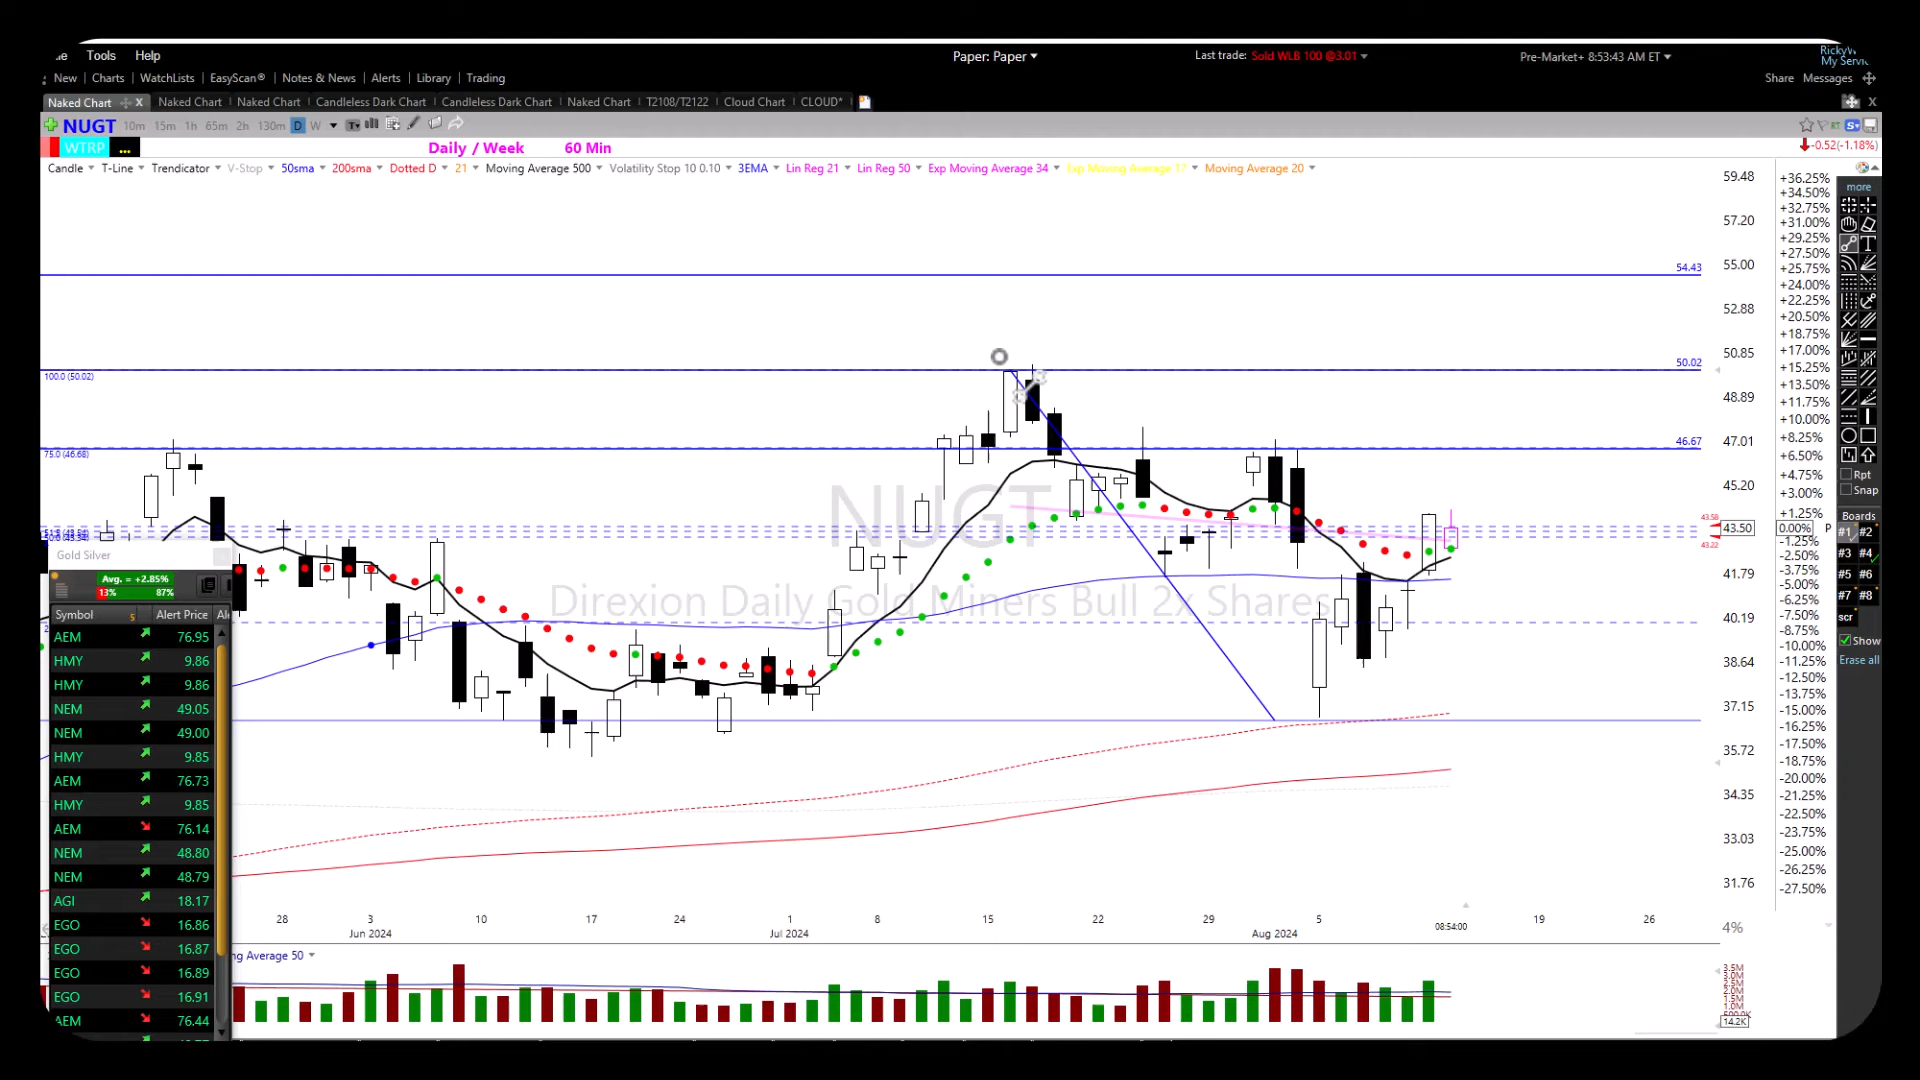 Tools Help
Paper: Paper
Last trade: Sold WLB 100 @3.01
Pre-Market+ 8:53:43 AM ET
New Charts WatchLists EasyScan® Notes & News Alerts Library Trading
Share Messages
Naked Chart X Naked Chart Naked Chart Candleless Dark Chart Candleless Dark Chart Naked Chart T2108/T2122 Cloud Chart CLOUD*
NUGT 10m 15m 1h 65m 2h 130m D W
WTRP ...
Daily / Week 60 Min
-0.52(-1.18%)
Candle T-Line Trendicator V-Stop 50sma 200sma Dotted D 21 Moving Average 500 Volatility Stop 10 0.10 3EMA Lin Reg 21 Lin Reg 50 Exp Moving Average 34 Exp Moving Average 17 Moving Average 20
59.48
57.20
55.00
52.88
50.85
48.89
47.01
45.20
43.50
41.79
40.19
38.64
37.15
35.72
34.35
33.03
31.76
+36.25%
+34.50%
+32.75%
+31.00%
+29.25%
+27.50%
+25.75%
+24.00%
+22.25%
+20.50%
+18.75%
+17.00%
+15.25%
+13.50%
+11.75%
+10.00%
+8.25%
+6.50%
+4.75%
+3.00%
+1.25%
0.00% P
-1.25%
-2.50%
-3.75%
-5.00%
-6.25%
-7.50%
-8.75%
-10.00%
-11.25%
-12.50%
-13.75%
-15.00%
-16.25%
-17.50%
-18.75%
-20.00%
-21.25%
-22.50%
-23.75%
-25.00%
-26.25%
-27.50%
more
Rpt
Snap
Boards
#1 #2
#3 #4
#5 #6
#7 #8
scr
Show
Erase all
54.43
50.02
100.0 (50.02)
46.67
75.0 (46.68)
43.58
43.22
NUGT
Direxion Daily Gold Miners Bull 2x Shares
Gold Silver
Avg. = +2.85%
13% 87%
Symbol 5 Alert Price
AEM 76.95
HMY 9.86
HMY 9.86
NEM 49.05
NEM 49.00
HMY 9.85
AEM 76.73
HMY 9.85
AEM 76.14
NEM 48.80
NEM 48.79
AGI 18.17
EGO 16.86
EGO 16.87
EGO 16.89
EGO 16.91
AEM 76.44
28 3 10 17 24 1 8 15 22 29 5 19 26
Jun 2024 Jul 2024 Aug 2024
08:54:00
4%
Average 50
3.5M
3.0M
2.5M
2.0M
1.5M
1.0M
14.2K